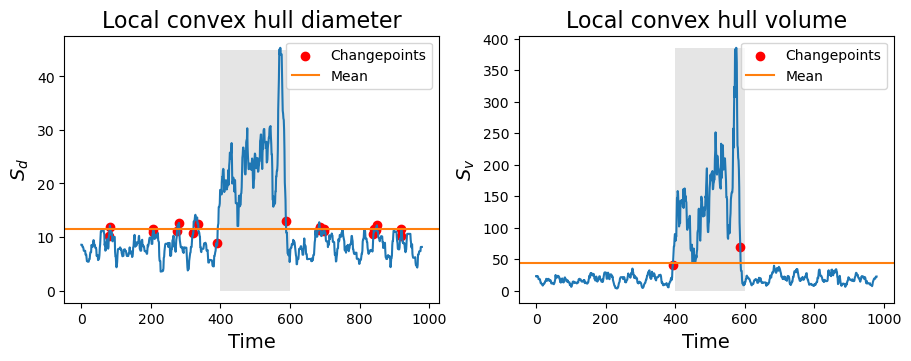 Local convex hull diameter
Changepoints
Mean
S_d
40
30
20
10
0
0 200 400 600 800 1000
Time
Local convex hull volume
Changepoints
Mean
S_v
400
350
300
250
200
150
100
50
0
0 200 400 600 800 1000
Time